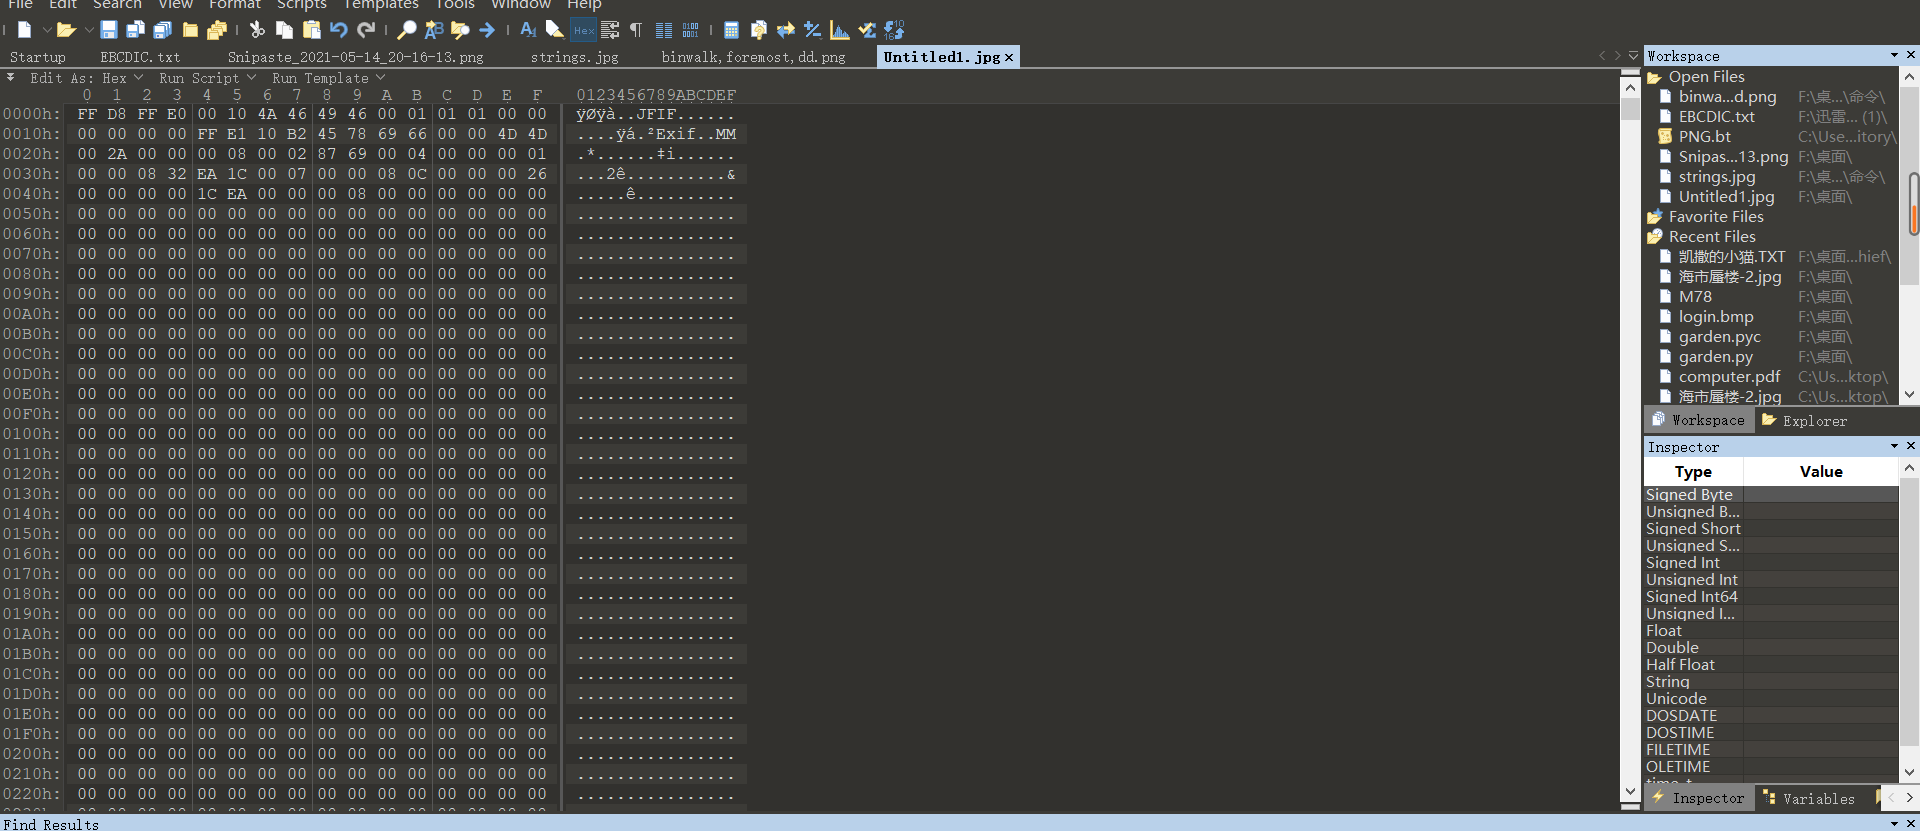 File Edit Search View Format Scripts Templates Tools Window Help
Hex
Startup EBCDIC.txt Snipaste_2021-05-14_20-16-13.png strings.jpg binwalk,foremost,dd.png Untitled1.jpg
Edit As: Hex Run Script Run Template
0 1 2 3 4 5 6 7 8 9 A B C D E F 0123456789ABCDEF
0000h: FF D8 FF E0 00 10 4A 46 49 46 00 01 01 01 00 00 ÿØÿà..JFIF......
0010h: 00 00 00 00 FF E1 10 B2 45 78 69 66 00 00 4D 4D ....ÿá.²Exif..MM
0020h: 00 2A 00 00 00 08 00 02 87 69 00 04 00 00 00 01 .*......‡i......
0030h: 00 00 08 32 EA 1C 00 07 00 00 08 0C 00 00 00 26 ...2ê..........&
0040h: 00 00 00 00 1C EA 00 00 00 08 00 00 00 00 00 00 .....ê..........
0050h: 00 00 00 00 00 00 00 00 00 00 00 00 00 00 00 00 ................
0060h: 00 00 00 00 00 00 00 00 00 00 00 00 00 00 00 00 ................
0070h: 00 00 00 00 00 00 00 00 00 00 00 00 00 00 00 00 ................
0080h: 00 00 00 00 00 00 00 00 00 00 00 00 00 00 00 00 ................
0090h: 00 00 00 00 00 00 00 00 00 00 00 00 00 00 00 00 ................
00A0h: 00 00 00 00 00 00 00 00 00 00 00 00 00 00 00 00 ................
00B0h: 00 00 00 00 00 00 00 00 00 00 00 00 00 00 00 00 ................
00C0h: 00 00 00 00 00 00 00 00 00 00 00 00 00 00 00 00 ................
00D0h: 00 00 00 00 00 00 00 00 00 00 00 00 00 00 00 00 ................
00E0h: 00 00 00 00 00 00 00 00 00 00 00 00 00 00 00 00 ................
00F0h: 00 00 00 00 00 00 00 00 00 00 00 00 00 00 00 00 ................
0100h: 00 00 00 00 00 00 00 00 00 00 00 00 00 00 00 00 ................
0110h: 00 00 00 00 00 00 00 00 00 00 00 00 00 00 00 00 ................
0120h: 00 00 00 00 00 00 00 00 00 00 00 00 00 00 00 00 ................
0130h: 00 00 00 00 00 00 00 00 00 00 00 00 00 00 00 00 ................
0140h: 00 00 00 00 00 00 00 00 00 00 00 00 00 00 00 00 ................
0150h: 00 00 00 00 00 00 00 00 00 00 00 00 00 00 00 00 ................
0160h: 00 00 00 00 00 00 00 00 00 00 00 00 00 00 00 00 ................
0170h: 00 00 00 00 00 00 00 00 00 00 00 00 00 00 00 00 ................
0180h: 00 00 00 00 00 00 00 00 00 00 00 00 00 00 00 00 ................
0190h: 00 00 00 00 00 00 00 00 00 00 00 00 00 00 00 00 ................
01A0h: 00 00 00 00 00 00 00 00 00 00 00 00 00 00 00 00 ................
01B0h: 00 00 00 00 00 00 00 00 00 00 00 00 00 00 00 00 ................
01C0h: 00 00 00 00 00 00 00 00 00 00 00 00 00 00 00 00 ................
01D0h: 00 00 00 00 00 00 00 00 00 00 00 00 00 00 00 00 ................
01E0h: 00 00 00 00 00 00 00 00 00 00 00 00 00 00 00 00 ................
01F0h: 00 00 00 00 00 00 00 00 00 00 00 00 00 00 00 00 ................
0200h: 00 00 00 00 00 00 00 00 00 00 00 00 00 00 00 00 ................
0210h: 00 00 00 00 00 00 00 00 00 00 00 00 00 00 00 00 ................
0220h: 00 00 00 00 00 00 00 00 00 00 00 00 00 00 00 00 ................
Workspace
Open Files
binwa...d.png F:\桌...\命令\
EBCDIC.txt F:\迅雷... (1)\
PNG.bt C:\Use...itory\
Snipas...13.png F:\桌面\
strings.jpg F:\桌...\命令\
Untitled1.jpg F:\桌面\
Favorite Files
Recent Files
凯撒的小猫.TXT F:\桌面...hief\
海市蜃楼-2.jpg F:\桌面\
M78 F:\桌面\
login.bmp F:\桌面\
garden.pyc F:\桌面\
garden.py F:\桌面\
computer.pdf C:\Us...ktop\
海市蜃楼-2.jpg C:\Us...ktop\
Workspace Explorer
Inspector
Type Value
Signed Byte
Unsigned B...
Signed Short
Unsigned S...
Signed Int
Unsigned Int
Signed Int64
Unsigned I...
Float
Double
Half Float
String
Unicode
DOSDATE
DOSTIME
FILETIME
OLETIME
time_t
Inspector Variables
Find Results